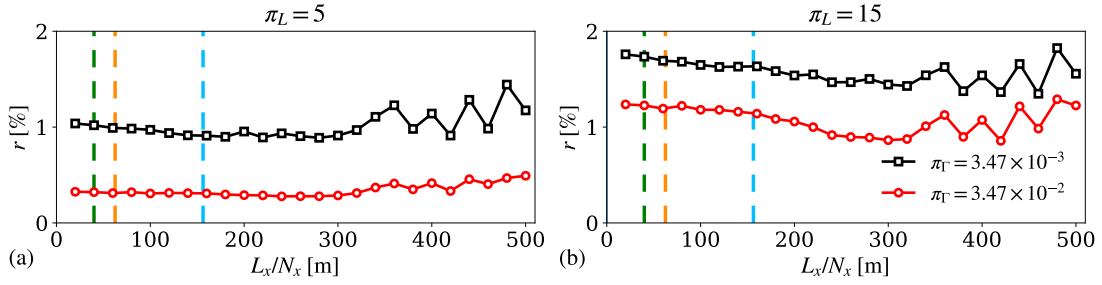 π_L = 5
2
1
0
r [%]
0 100 200 300 400 500
(a)
L_x/N_x [m]
π_L = 15
2
1
0
r [%]
π_Γ = 3.47 × 10⁻³
π_Γ = 3.47 × 10⁻²
0 100 200 300 400 500
(b)
L_x/N_x [m]